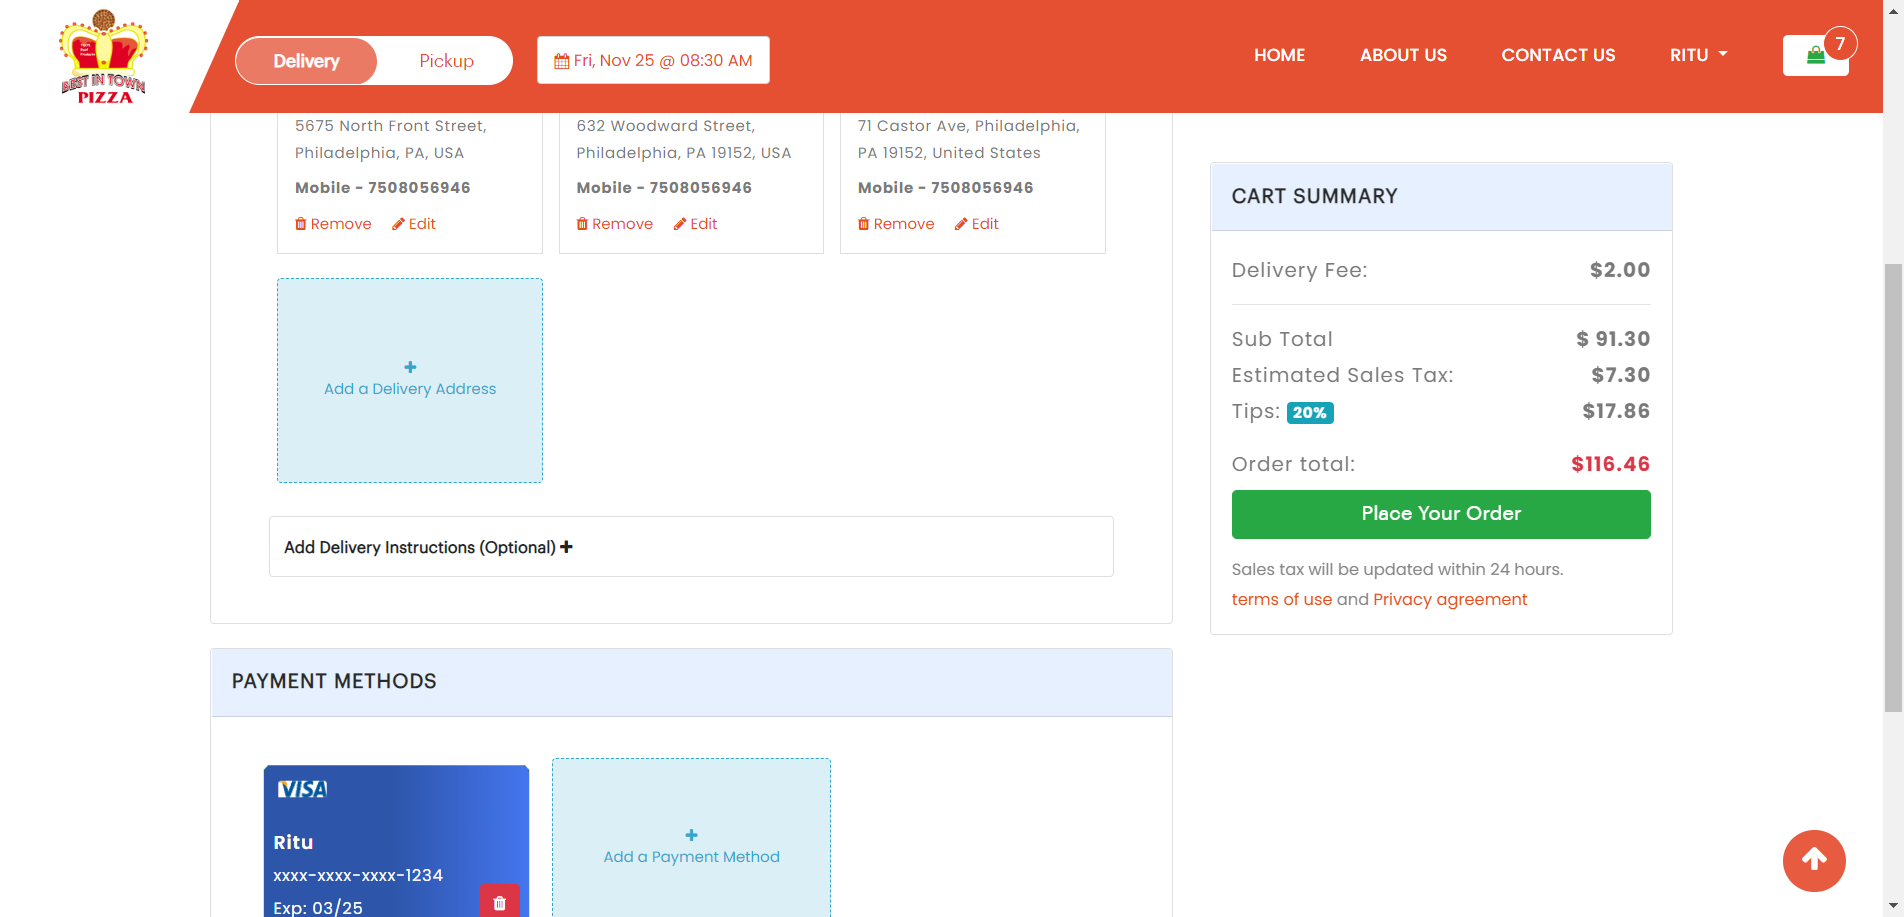 BEST IN TOWN
PIZZA
Delivery
Pickup
Fri, Nov 25 @ 08:30 AM
HOME
ABOUT US
CONTACT US
RITU
7
5675 North Front Street,
Philadelphia, PA, USA
Mobile - 7508056946
Remove Edit
632 Woodward Street,
Philadelphia, PA 19152, USA
Mobile - 7508056946
Remove Edit
71 Castor Ave, Philadelphia,
PA 19152, United States
Mobile - 7508056946
Remove Edit
Add a Delivery Address
Add Delivery Instructions (Optional)
CART SUMMARY
Delivery Fee: $2.00
Sub Total $ 91.30
Estimated Sales Tax: $7.30
Tips: 20% $17.86
Order total: $116.46
Place Your Order
Sales tax will be updated within 24 hours.
terms of use and Privacy agreement
PAYMENT METHODS
VISA
Ritu
xxxx-xxxx-xxxx-1234
Exp: 03/25
Add a Payment Method